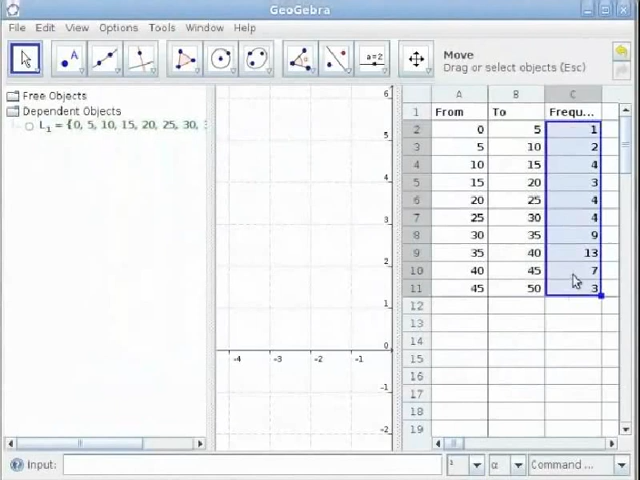 GeoGebra
File Edit View Options Tools Window Help
A
a=2
Move
Drag or select objects (Esc)
Free Objects
Dependent Objects
L1 = {0, 5, 10, 15, 20, 25, 30,
6
5
4
3
2
1
0
-1
-2
-4 -3 -2 -1
A B C
1 From To Frequ...
2 0 5 1
3 5 10 2
4 10 15 4
5 15 20 3
6 20 25 4
7 25 30 4
8 30 35 9
9 35 40 13
10 40 45 7
11 45 50 3
12
13
14
15
16
17
18
19
Input: 1 α Command ...